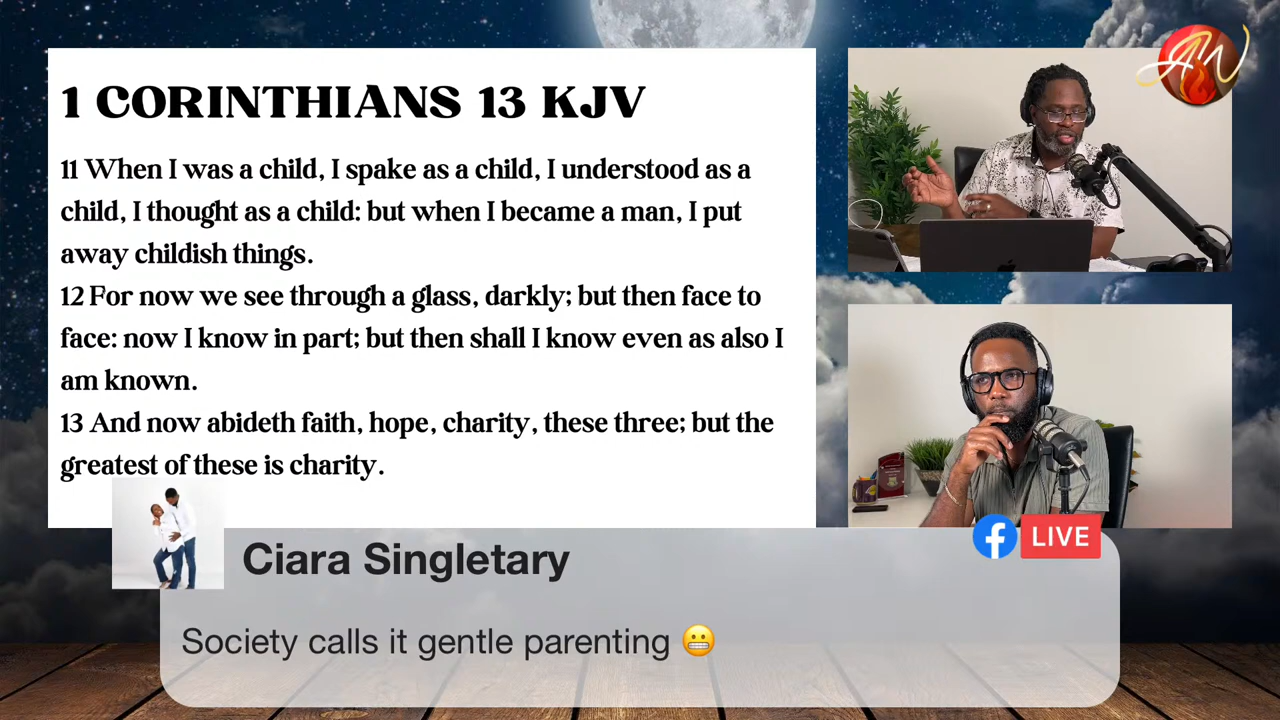 1 CORINTHIANS 13 KJV
11 When I was a child, I spake as a child, I understood as a
child, I thought as a child: but when I became a man, I put
away childish things.
12 For now we see through a glass, darkly; but then face to
face: now I know in part; but then shall I know even as also I
am known.
13 And now abideth faith, hope, charity, these three; but the
greatest of these is charity.
AW
LIVE
Ciara Singletary
Society calls it gentle parenting 😬